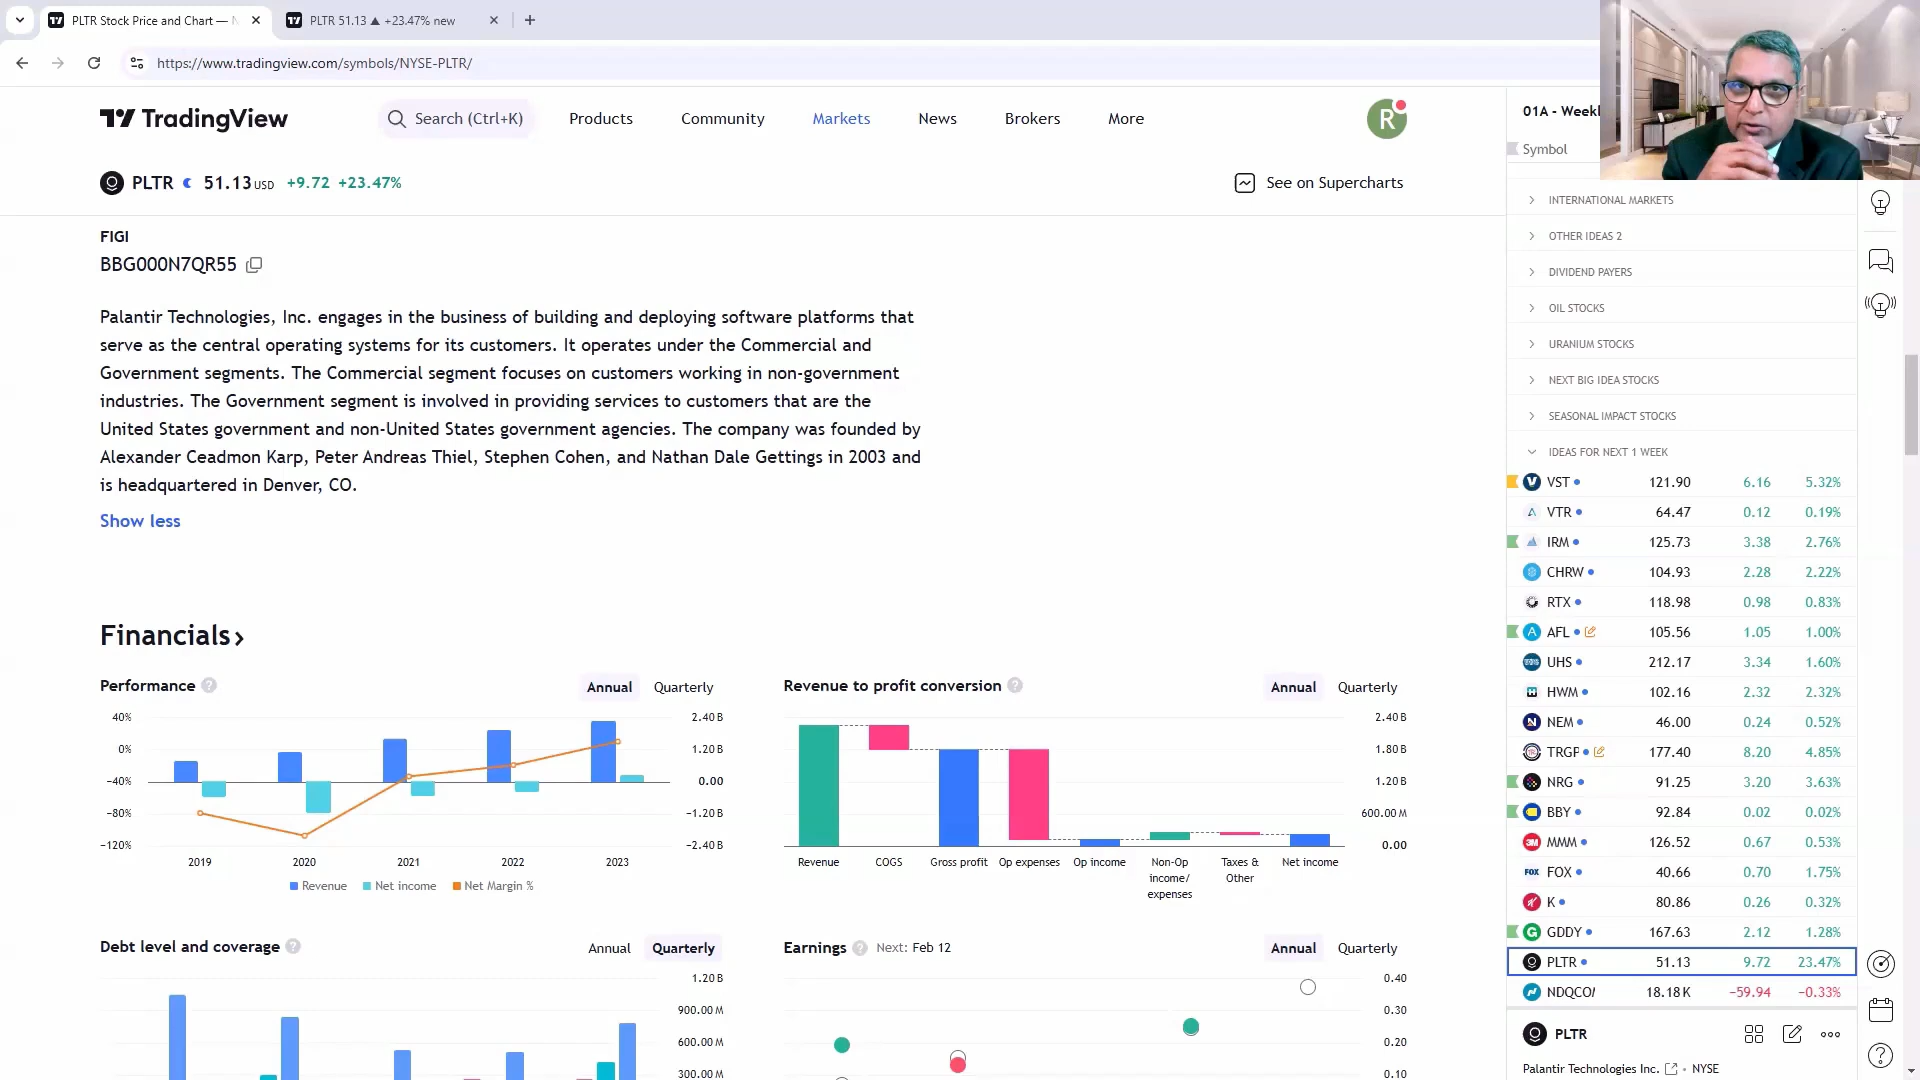 PLTR Stock Price and Chart —
PLTR 51.13 ▲ +23.47% new
https://www.tradingview.com/symbols/NYSE-PLTR/
TradingView
Search (Ctrl+K)
Products
Community
Markets
News
Brokers
More
R
PLTR 51.13 USD +9.72 +23.47%
See on Supercharts
FIGI
BBG000N7QR55
Palantir Technologies, Inc. engages in the business of building and deploying software platforms that
serve as the central operating systems for its customers. It operates under the Commercial and
Government segments. The Commercial segment focuses on customers working in non-government
industries. The Government segment is involved in providing services to customers that are the
United States government and non-United States government agencies. The company was founded by
Alexander Ceadmon Karp, Peter Andreas Thiel, Stephen Cohen, and Nathan Dale Gettings in 2003 and
is headquartered in Denver, CO.
Show less
Financials
Performance
Annual Quarterly
40% 2.40 B
0% 1.20 B
−40% 0.00
−80% −1.20 B
−120% −2.40 B
2019 2020 2021 2022 2023
Revenue Net income Net Margin %
Revenue to profit conversion
Annual Quarterly
2.40 B
1.80 B
1.20 B
600.00 M
0.00
Revenue COGS Gross profit Op expenses Op income Non-Op income/ expenses Taxes & Other Net income
Debt level and coverage
Annual Quarterly
1.20 B
900.00 M
600.00 M
300.00 M
Earnings Next: Feb 12
Annual Quarterly
0.40
0.30
0.20
0.10
01A - Weekl
Symbol
INTERNATIONAL MARKETS
OTHER IDEAS 2
DIVIDEND PAYERS
OIL STOCKS
URANIUM STOCKS
NEXT BIG IDEA STOCKS
SEASONAL IMPACT STOCKS
IDEAS FOR NEXT 1 WEEK
VST 121.90 6.16 5.32%
VTR 64.47 0.12 0.19%
IRM 125.73 3.38 2.76%
CHRW 104.93 2.28 2.22%
RTX 118.98 0.98 0.83%
AFL 105.56 1.05 1.00%
UHS 212.17 3.34 1.60%
HWM 102.16 2.32 2.32%
NEM 46.00 0.24 0.52%
TRGP 177.40 8.20 4.85%
NRG 91.25 3.20 3.63%
BBY 92.84 0.02 0.02%
MMM 126.52 0.67 0.53%
FOX 40.66 0.70 1.75%
K 80.86 0.26 0.32%
GDDY 167.63 2.12 1.28%
PLTR 51.13 9.72 23.47%
NDQCO 18.18K −59.94 −0.33%
PLTR
Palantir Technologies Inc. • NYSE